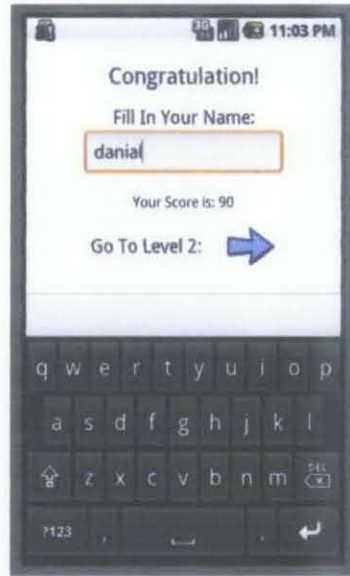 3G 11:03 PM
Congratulation!
Fill In Your Name:
danial
Your Score is: 90
Go To Level 2:
q w e r t y u i o p
a s d f g h j k l
z x c v b n m DEL
?123 , .